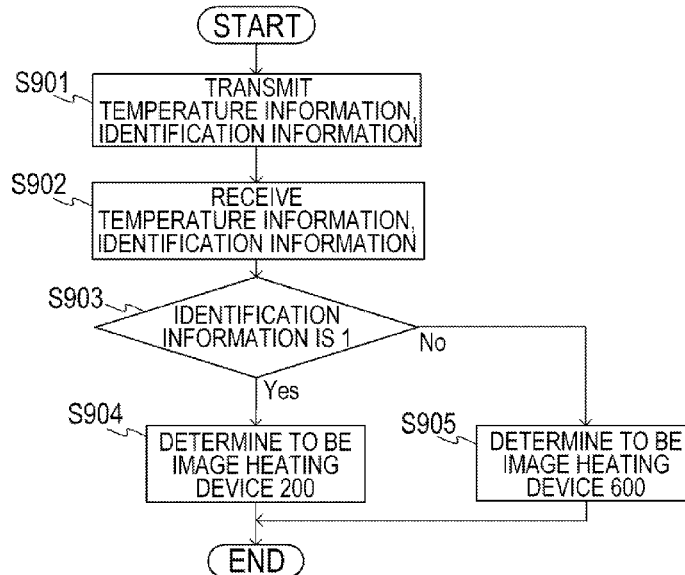 START
S901
TRANSMIT
TEMPERATURE INFORMATION,
IDENTIFICATION INFORMATION
S902
RECEIVE
TEMPERATURE INFORMATION,
IDENTIFICATION INFORMATION
S903
IDENTIFICATION
INFORMATION IS 1
No
Yes
S904
DETERMINE TO BE
IMAGE HEATING
DEVICE 200
S905
DETERMINE TO BE
IMAGE HEATING
DEVICE 600
END